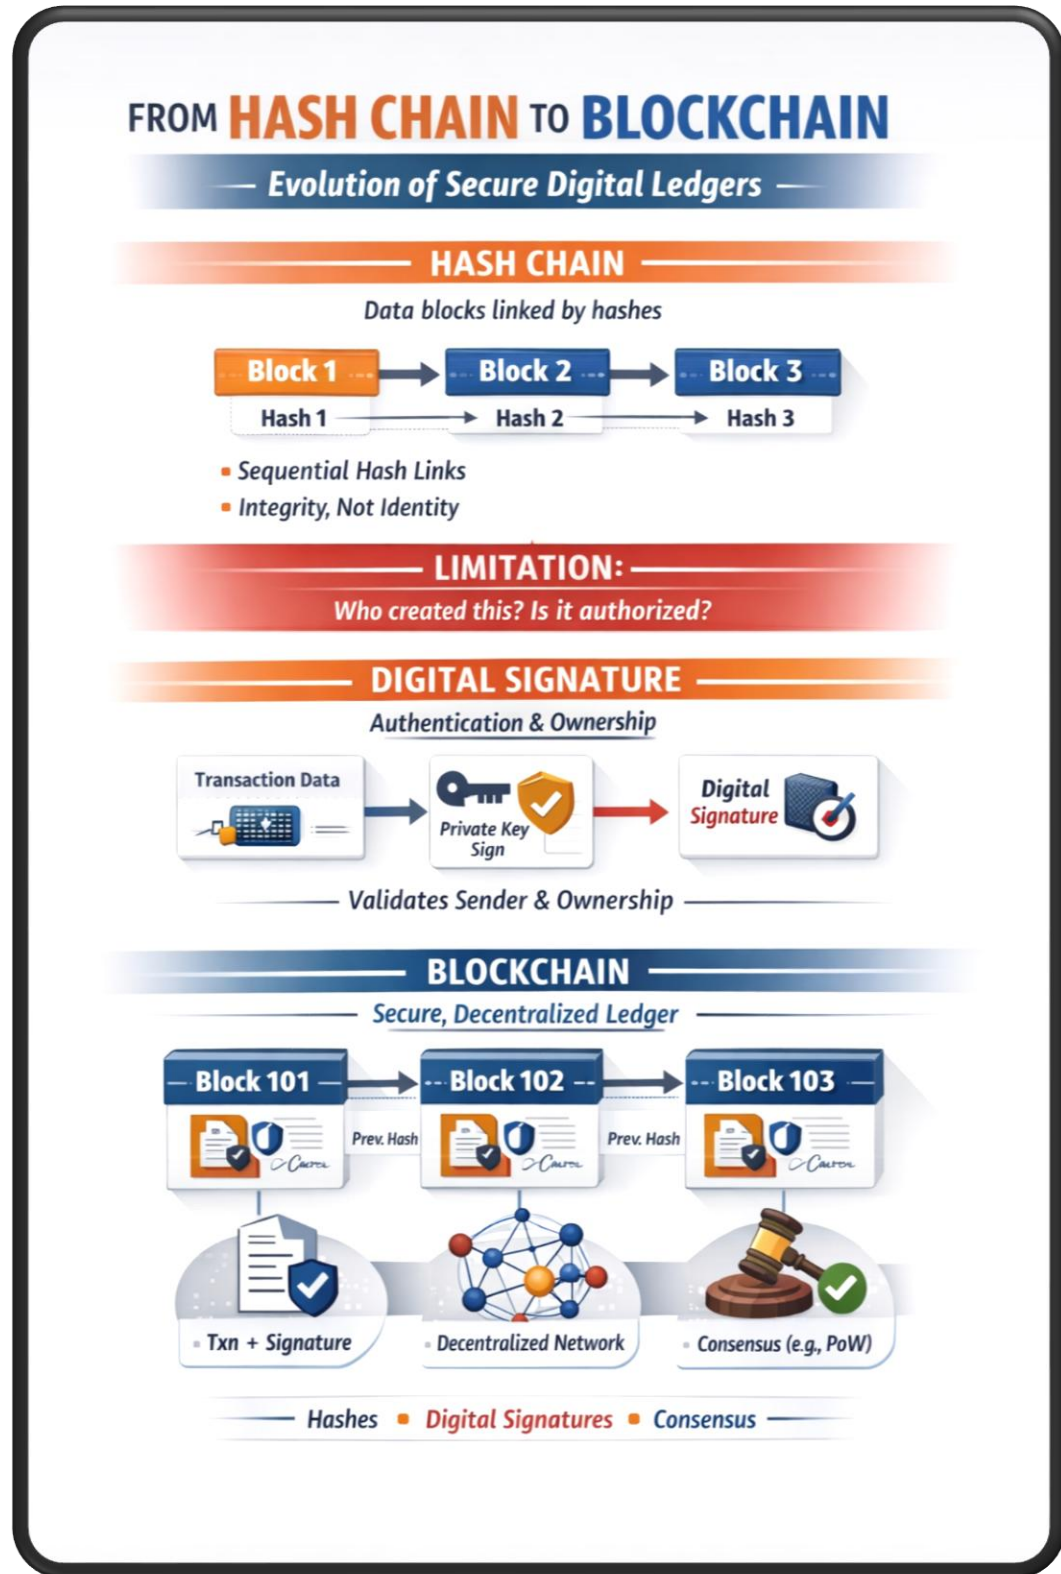 FROM HASH CHAIN TO BLOCKCHAIN
Evolution of Secure Digital Ledgers
HASH CHAIN
Data blocks linked by hashes
Block 1 Block 2 Block 3
Hash 1 Hash 2 Hash 3
Sequential Hash Links
Integrity, Not Identity
LIMITATION:
Who created this? Is it authorized?
DIGITAL SIGNATURE
Authentication & Ownership
Transaction Data
Private Key
Sign
Digital
Signature
Validates Sender & Ownership
BLOCKCHAIN
Secure, Decentralized Ledger
Block 101 Block 102 Block 103
Prev. Hash Prev. Hash
Txn + Signature
Decentralized Network
Consensus (e.g., PoW)
Hashes ▪ Digital Signatures ▪ Consensus